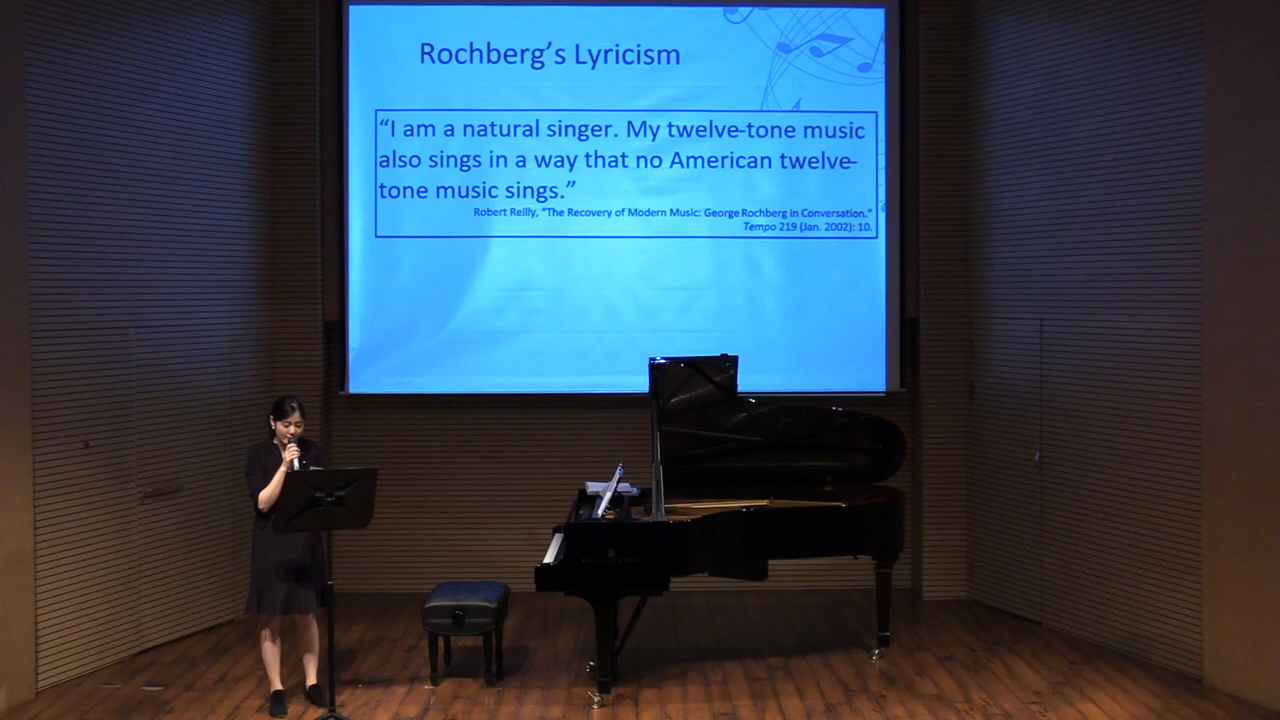 Rochberg's Lyricism
“I am a natural singer. My twelve-tone music
also sings in a way that no American twelve-
tone music sings.”
Robert Reilly, “The Recovery of Modern Music: George Rochberg in Conversation.”
Tempo 219 (Jan. 2002): 10.